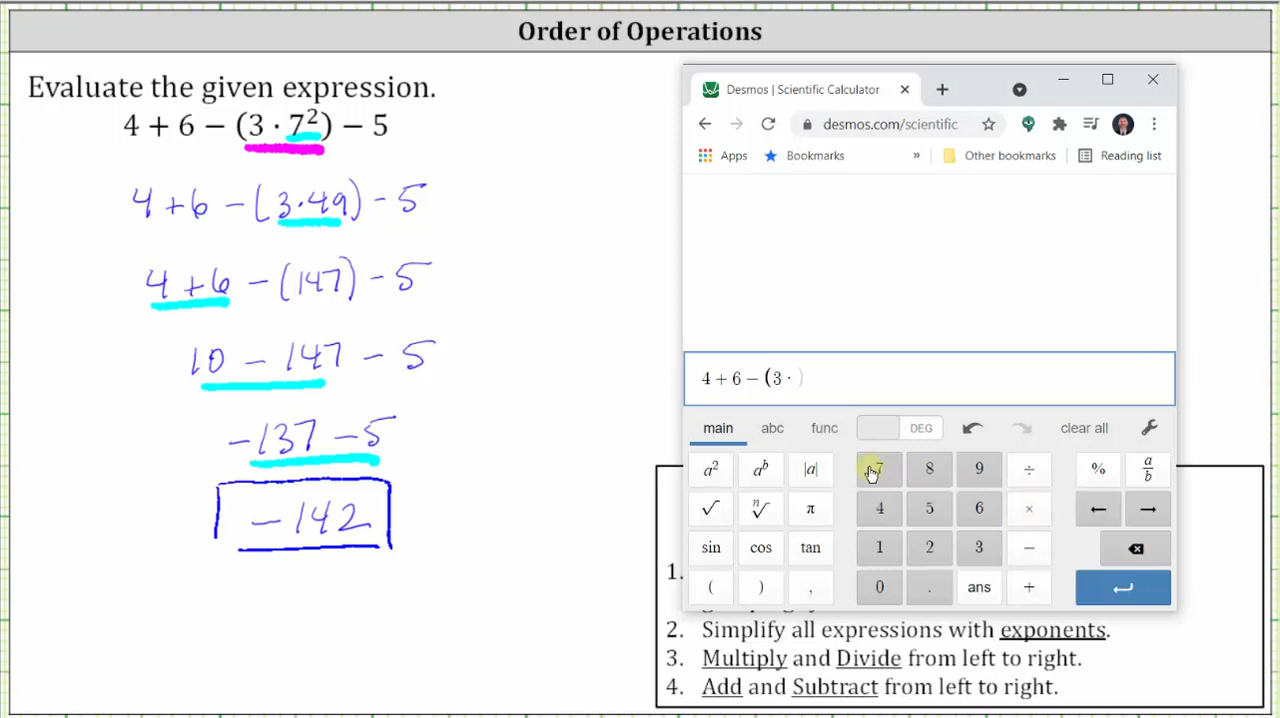 Order of Operations
Evaluate the given expression.
4 + 6 − (3 · 7²) − 5
4 + 6 − (3·49) − 5
4 + 6 − (147) − 5
10 − 147 − 5
−137 − 5
−142
Desmos | Scientific Calculator
desmos.com/scientific
Apps Bookmarks » Other bookmarks Reading list
4 + 6 − (3 · )
main abc func DEG clear all
a² aᵇ |a| 7 8 9 ÷ % a/b
√ ⁿ√ π 4 5 6 × ← →
sin cos tan 1 2 3 −
( ) , 0 . ans +
1.
2. Simplify all expressions with exponents.
3. Multiply and Divide from left to right.
4. Add and Subtract from left to right.